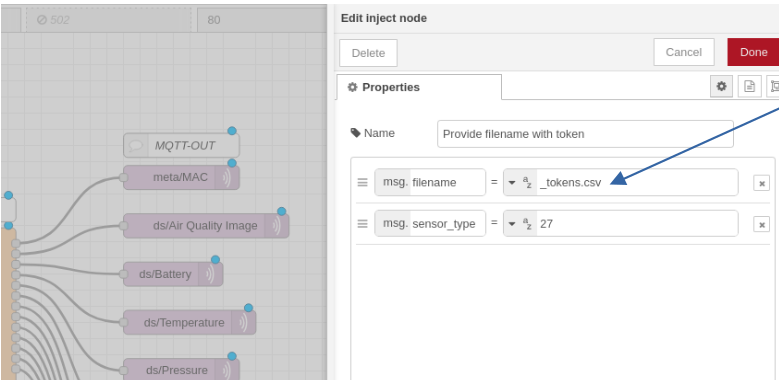 502
80
Edit inject node
Delete
Cancel
Done
Properties
Name
Provide filename with token
msg. filename = a z _tokens.csv
msg. sensor_type = a z 27
MQTT-OUT
meta/MAC
ds/Air Quality Image
ds/Battery
ds/Temperature
ds/Pressure